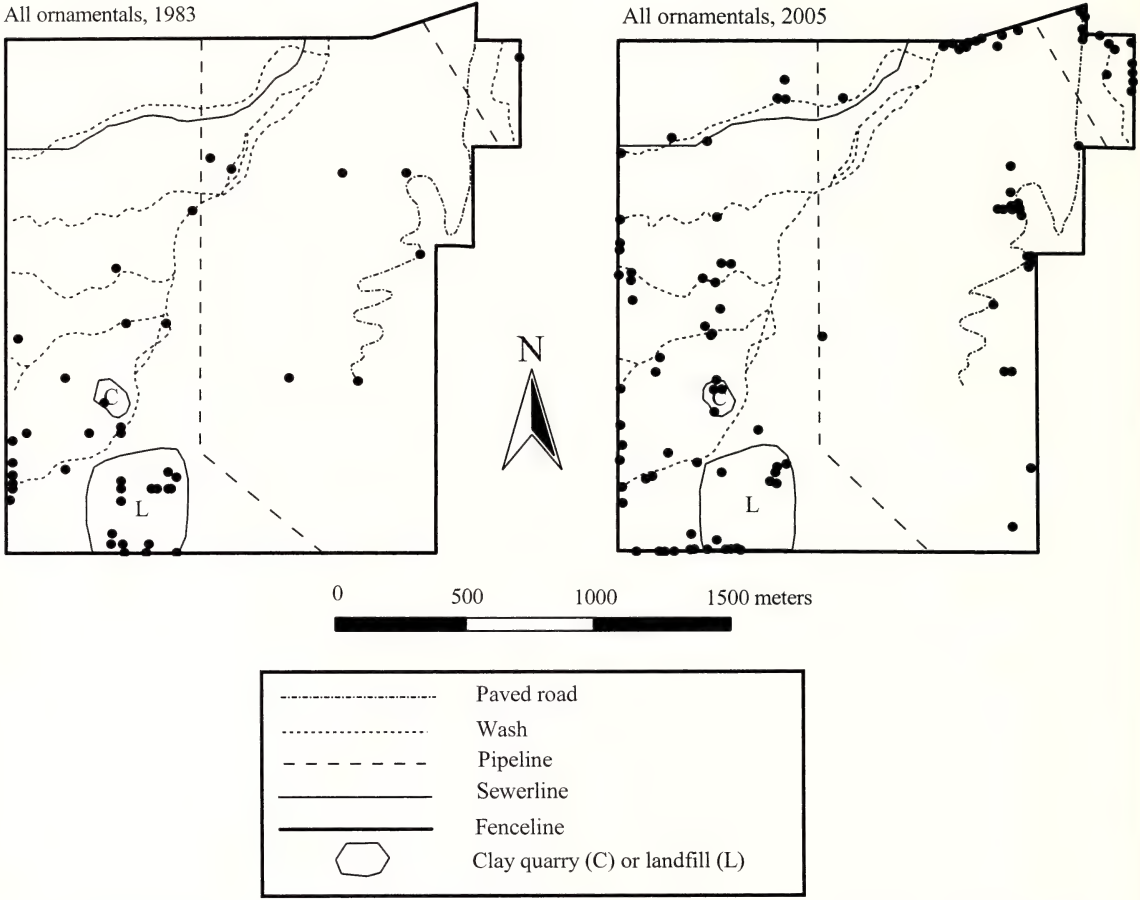 All ornamentals, 1983
All ornamentals, 2005
C
L
N
C
L
0 500 1000 1500 meters
Paved road
Wash
Pipeline
Sewerline
Fenceline
Clay quarry (C) or landfill (L)